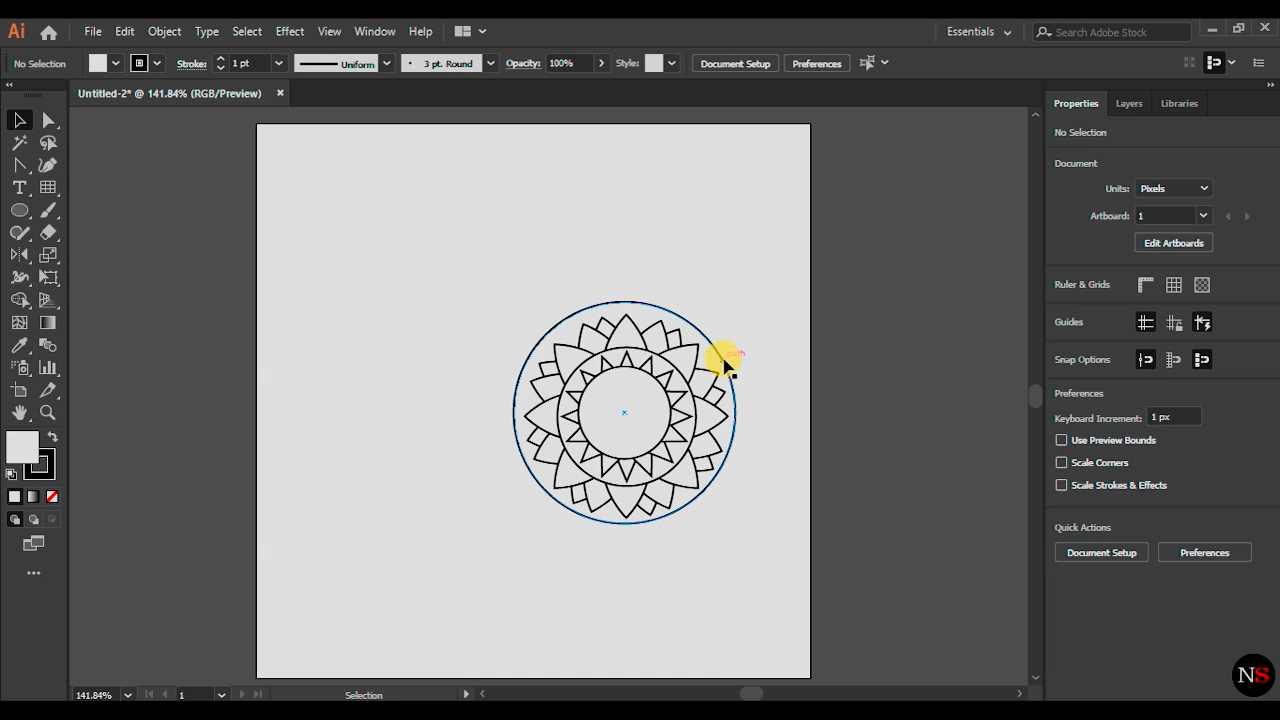 Ai File Edit Object Type Select Effect View Window Help Essentials Search Adobe Stock
No Selection Stroke: 1 pt Uniform 3 pt. Round Opacity: 100% Style: Document Setup Preferences
Untitled-2* @ 141.84% (RGB/Preview)
Properties Layers Libraries
No Selection
Document
Units: Pixels
Artboard: 1
Edit Artboards
Ruler & Grids
Guides
Snap Options
Preferences
Keyboard Increment: 1 px
Use Preview Bounds
Scale Corners
Scale Strokes & Effects
Quick Actions
Document Setup Preferences
path
141.84% 1 Selection
NS